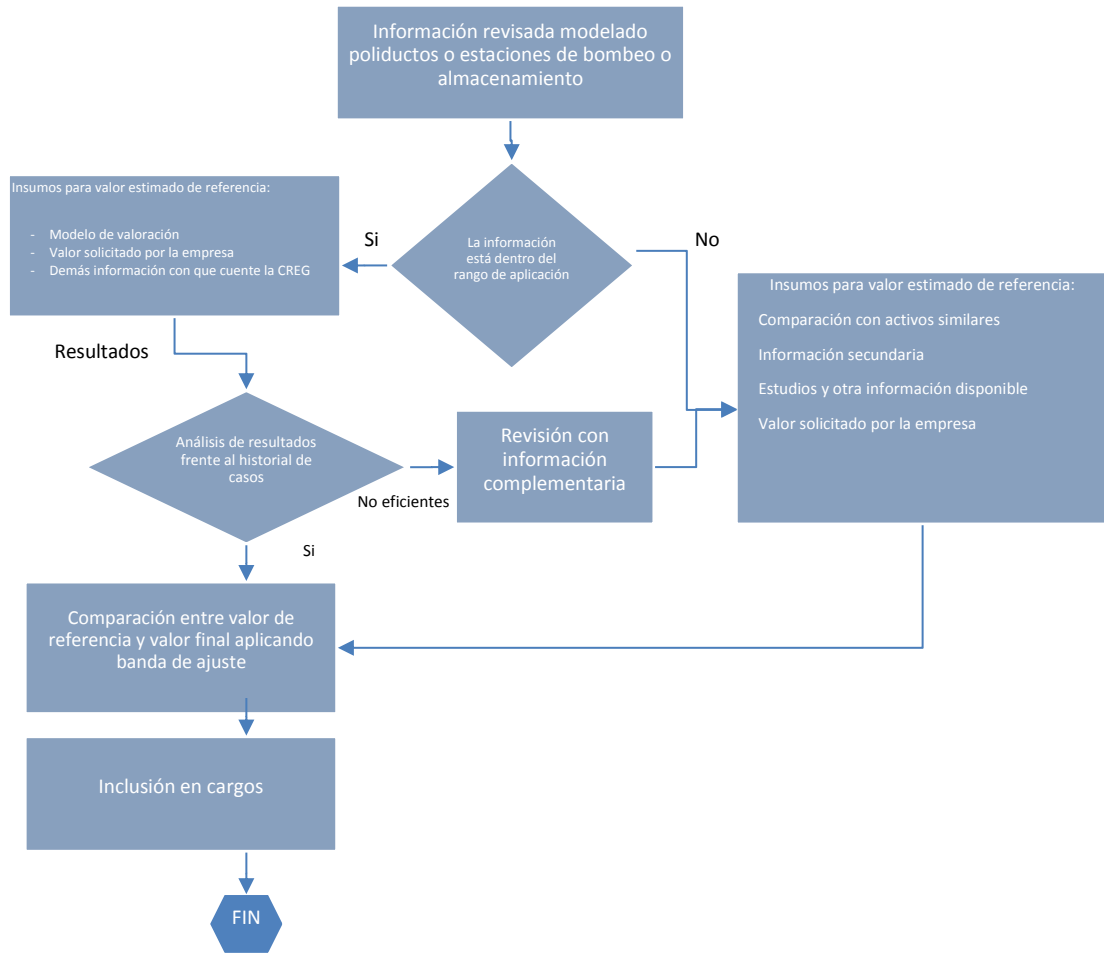 Información revisada modelado
poliductos o estaciones de bombeo o
almacenamiento
Insumos para valor estimado de referencia:
- Modelo de valoración
- Valor solicitado por la empresa
- Demás información con que cuente la CREG
Si
La información
está dentro del
rango de aplicación
No
Insumos para valor estimado de referencia:
Comparación con activos similares
Información secundaria
Estudios y otra información disponible
Valor solicitado por la empresa
Resultados
Análisis de resultados
frente al historial de
casos
No eficientes
Revisión con
información
complementaria
Si
Comparación entre valor de
referencia y valor final aplicando
banda de ajuste
Inclusión en cargos
FIN